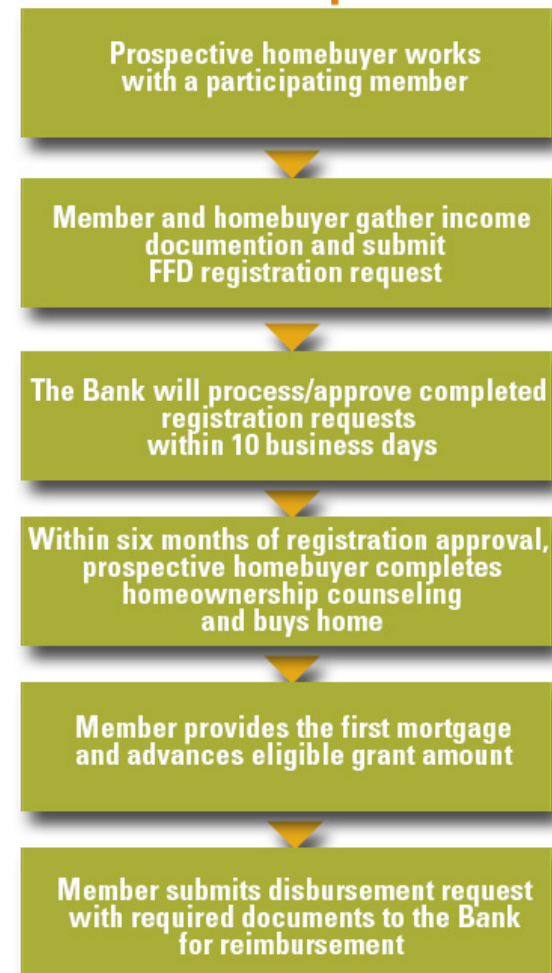 Prospective homebuyer works
with a participating member
Member and homebuyer gather income
documention and submit
FFD registration request
The Bank will process/approve completed
registration requests
within 10 business days
Within six months of registration approval,
prospective homebuyer completes
homeownership counseling
and buys home
Member provides the first mortgage
and advances eligible grant amount
Member submits disbursement request
with required documents to the Bank
for reimbursement